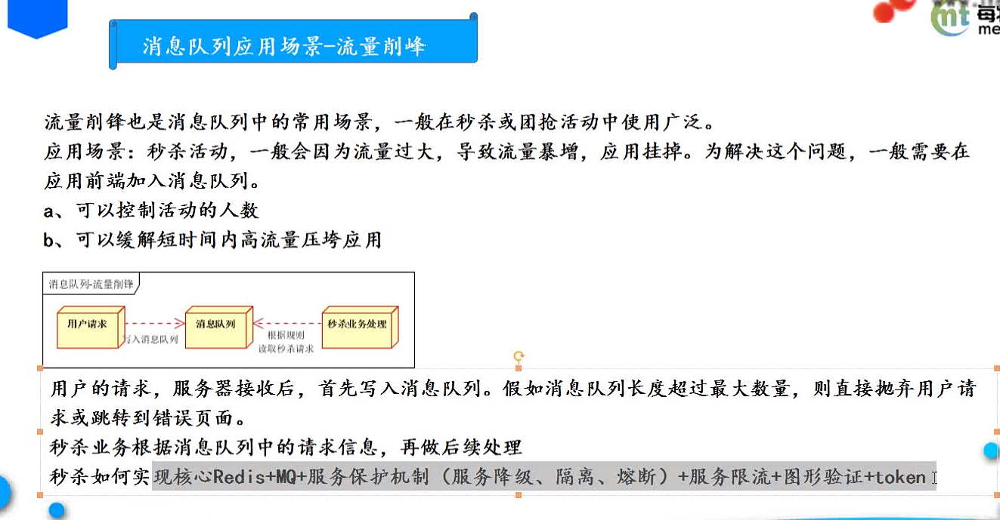 消息队列应用场景-流量削峰
流量削锋也是消息队列中的常用场景，一般在秒杀或团抢活动中使用广泛。
应用场景：秒杀活动，一般会因为流量过大，导致流量暴增，应用挂掉。为解决这个问题，一般需要在
应用前端加入消息队列。
a、可以控制活动的人数
b、可以缓解短时间内高流量压垮应用
消息队列-流量削锋
用户请求
写入消息队列
消息队列
根据规则
读取秒杀请求
秒杀业务处理
用户的请求，服务器接收后，首先写入消息队列。假如消息队列长度超过最大数量，则直接抛弃用户请
求或跳转到错误页面。
秒杀业务根据消息队列中的请求信息，再做后续处理
秒杀如何实现核心Redis+MQ+服务保护机制（服务降级、隔离、熔断）+服务限流+图形验证+token